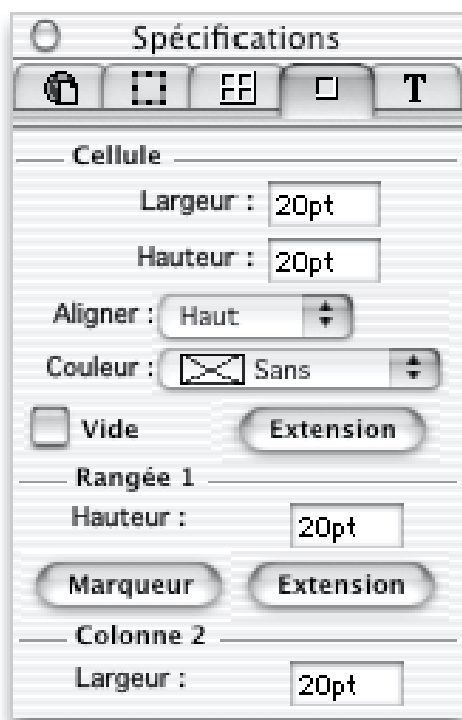 Spécifications
T
Cellule
Largeur : 20pt
Hauteur : 20pt
Aligner : Haut
Couleur : Sans
Vide Extension
Rangée 1
Hauteur : 20pt
Marqueur Extension
Colonne 2
Largeur : 20pt